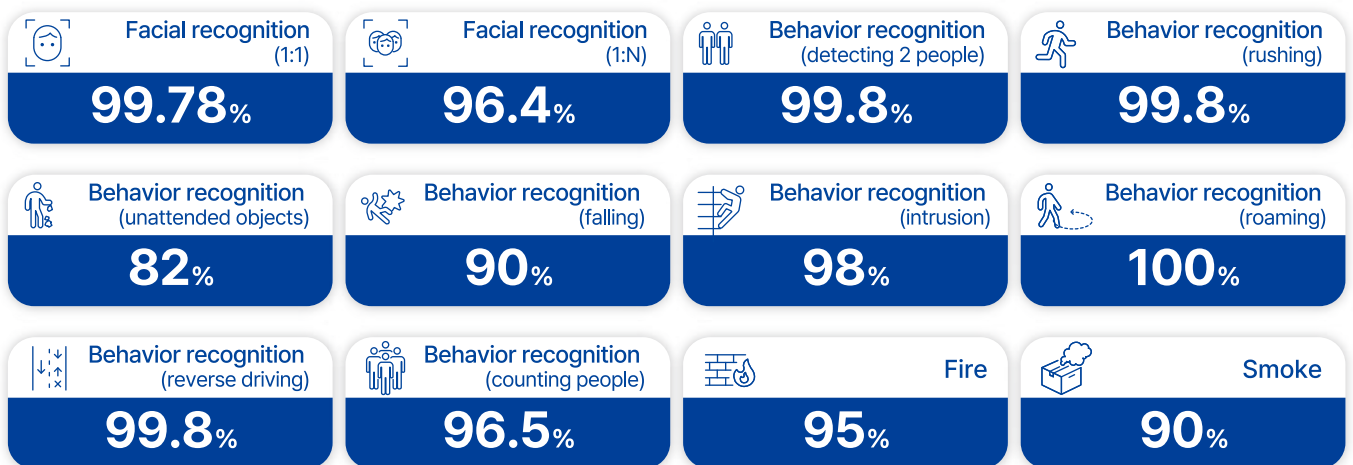 Facial recognition
(1:1)
99.78%
Facial recognition
(1:N)
96.4%
Behavior recognition
(detecting 2 people)
99.8%
Behavior recognition
(rushing)
99.8%
Behavior recognition
(unattended objects)
82%
Behavior recognition
(falling)
90%
Behavior recognition
(intrusion)
98%
Behavior recognition
(roaming)
100%
Behavior recognition
(reverse driving)
99.8%
Behavior recognition
(counting people)
96.5%
Fire
95%
Smoke
90%